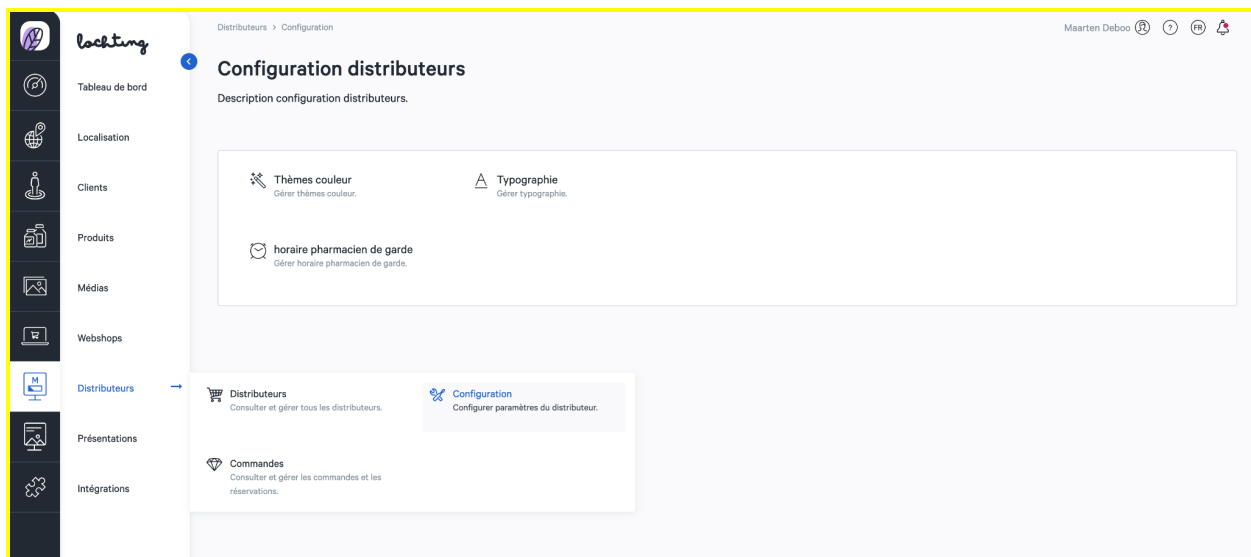 lochting
Tableau de bord
Localisation
Clients
Produits
Médias
Webshops
Distributeurs
Présentations
Intégrations
Distributeurs > Configuration
Maarten Deboo
?
FR
Configuration distributeurs
Description configuration distributeurs.
Thèmes couleur
Gérer thèmes couleur.
A Typographie
Gérer typographie.
horaire pharmacien de garde
Gérer horaire pharmacien de garde.
M
Distributeurs
Consulter et gérer tous les distributeurs.
Configuration
Configurer paramètres du distributeur.
Commandes
Consulter et gérer les commandes et les
réservations.